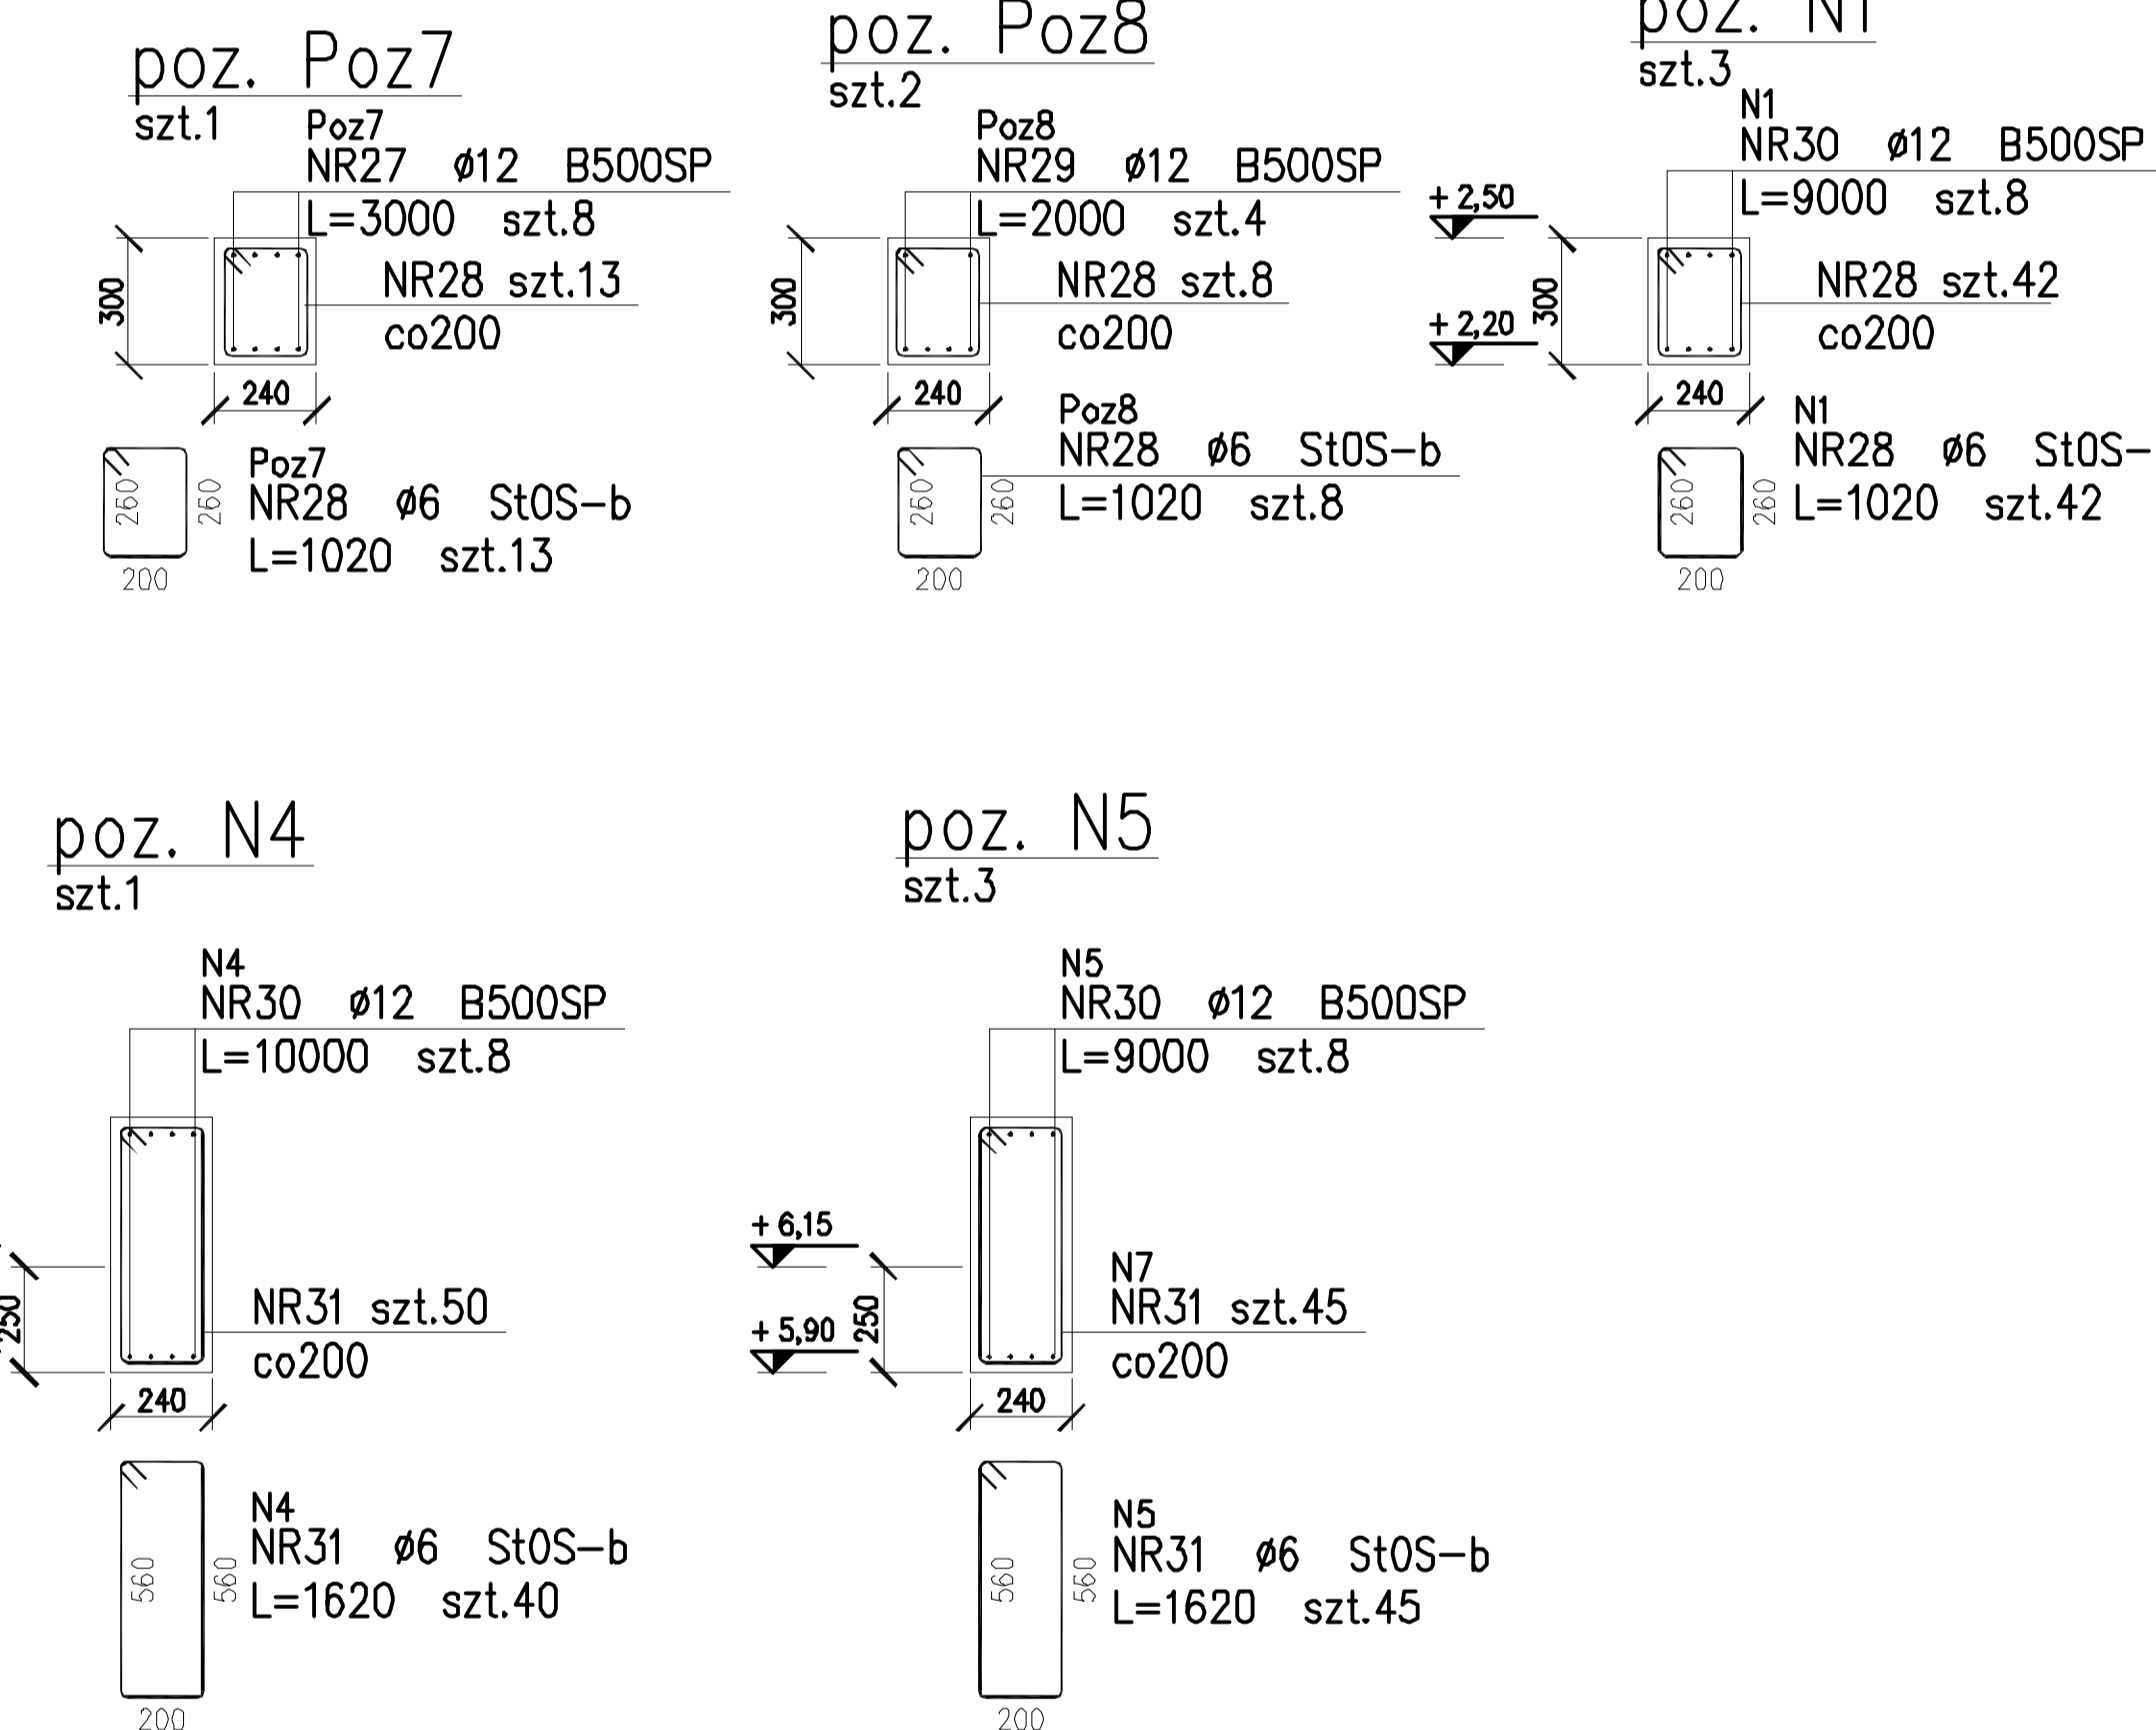 poz. Poz7
szt.1
Poz7
NR27 ø12 B500SP
L=3000 szt.8
NR28 szt.13
co200
300
240
Poz7
NR28 ø6 St0S-b
L=1020 szt.13
260
260
200
poz. Poz8
szt.2
Poz8
NR29 ø12 B500SP
L=2000 szt.4
NR28 szt.8
co200
300
240
Poz8
NR28 ø6 St0S-b
L=1020 szt.8
260
260
200
poz. N1
szt.3
N1
NR30 ø12 B500SP
L=9000 szt.8
+ 2,50
+ 2,20
300
NR28 szt.42
co200
240
N1
NR28 ø6 St0S-
L=1020 szt.42
260
260
200
poz. N4
szt.1
N4
NR30 ø12 B500SP
L=10000 szt.8
250
NR31 szt.50
co200
240
N4
NR31 ø6 St0S-b
L=1620 szt.40
560
560
200
poz. N5
szt.3
N5
NR30 ø12 B500SP
L=9000 szt.8
+ 6,15
+ 5,90
250
N7
NR31 szt.45
co200
240
N5
NR31 ø6 St0S-b
L=1620 szt.45
560
560
200